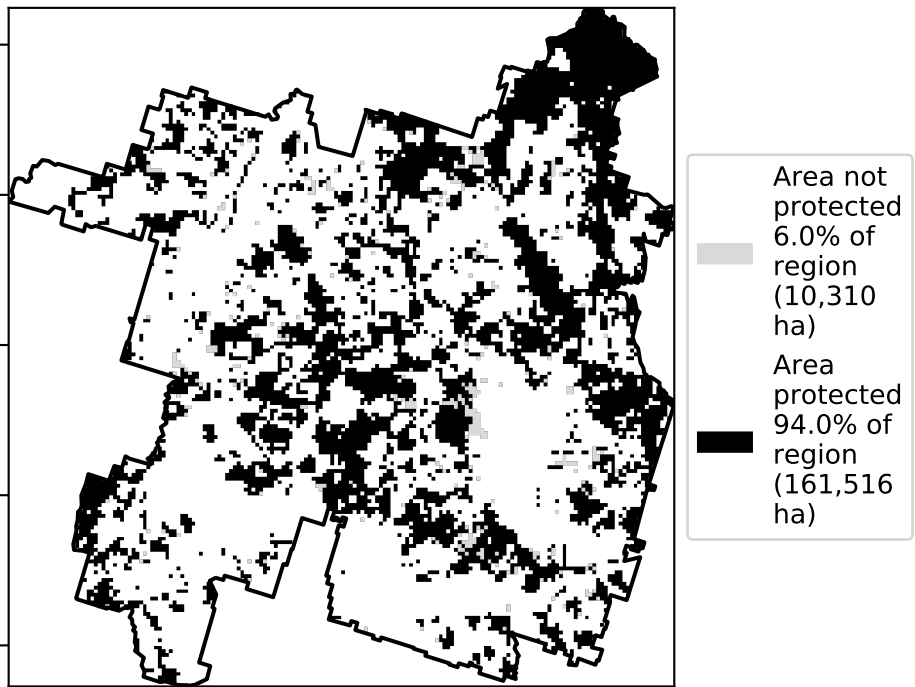 Area not
protected
6.0% of
region
(10,310
ha)
Area
protected
94.0% of
region
(161,516
ha)